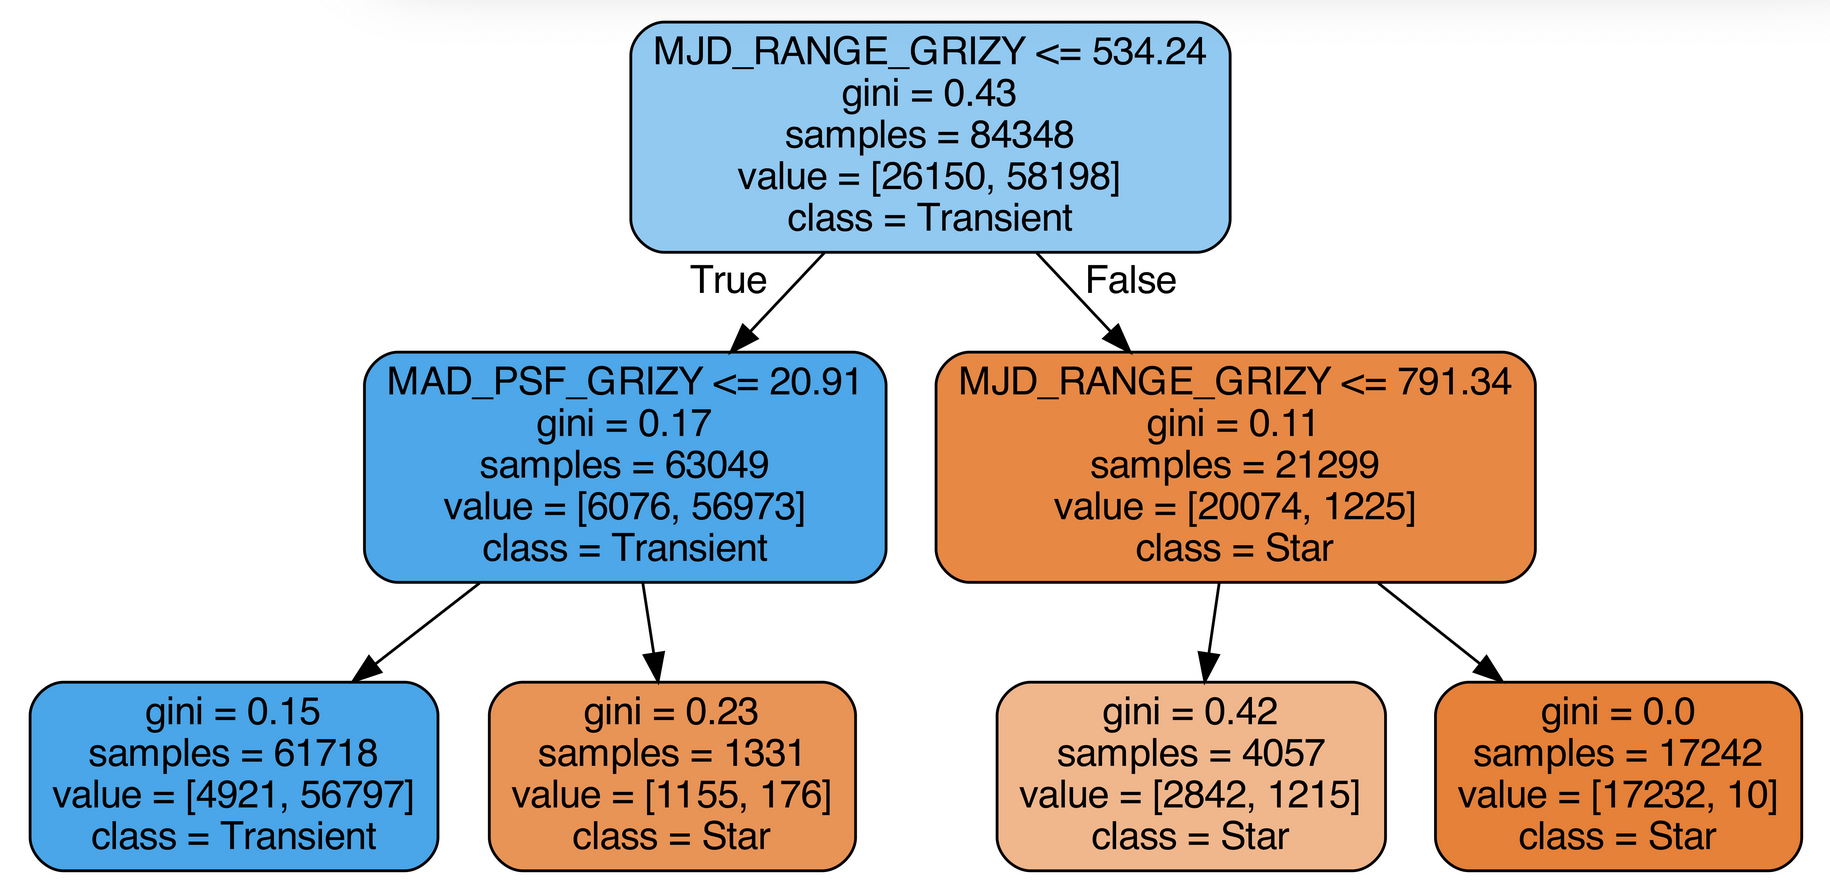 MJD_RANGE_GRIZY <= 534.24
gini = 0.43
samples = 84348
value = [26150, 58198]
class = Transient
True
False
MAD_PSF_GRIZY <= 20.91
gini = 0.17
samples = 63049
value = [6076, 56973]
class = Transient
MJD_RANGE_GRIZY <= 791.34
gini = 0.11
samples = 21299
value = [20074, 1225]
class = Star
gini = 0.15
samples = 61718
value = [4921, 56797]
class = Transient
gini = 0.23
samples = 1331
value = [1155, 176]
class = Star
gini = 0.42
samples = 4057
value = [2842, 1215]
class = Star
gini = 0.0
samples = 17242
value = [17232, 10]
class = Star